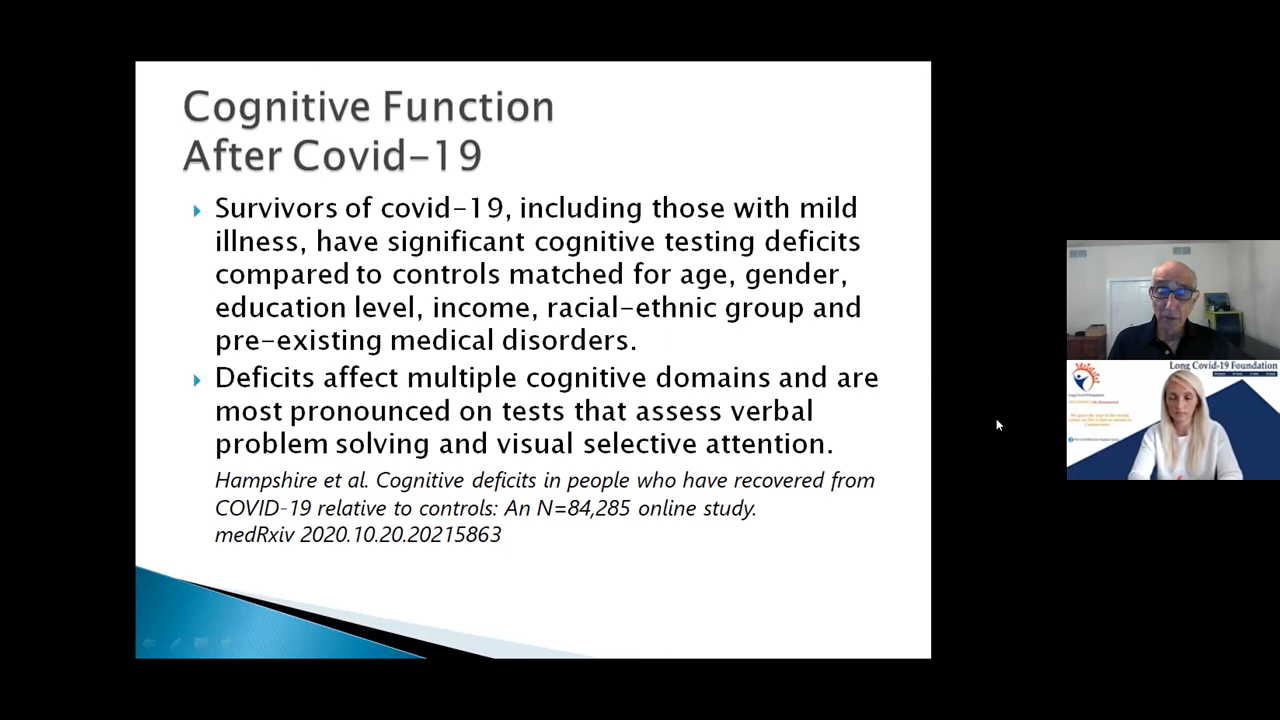 Cognitive Function
After Covid-19
Survivors of covid-19, including those with mild
illness, have significant cognitive testing deficits
compared to controls matched for age, gender,
education level, income, racial-ethnic group and
pre-existing medical disorders.
Deficits affect multiple cognitive domains and are
most pronounced on tests that assess verbal
problem solving and visual selective attention.
Hampshire et al. Cognitive deficits in people who have recovered from
COVID-19 relative to controls: An N=84,285 online study.
medRxiv 2020.10.20.20215863
Long Covid-19 Foundation
Long Covid-19 Foundation